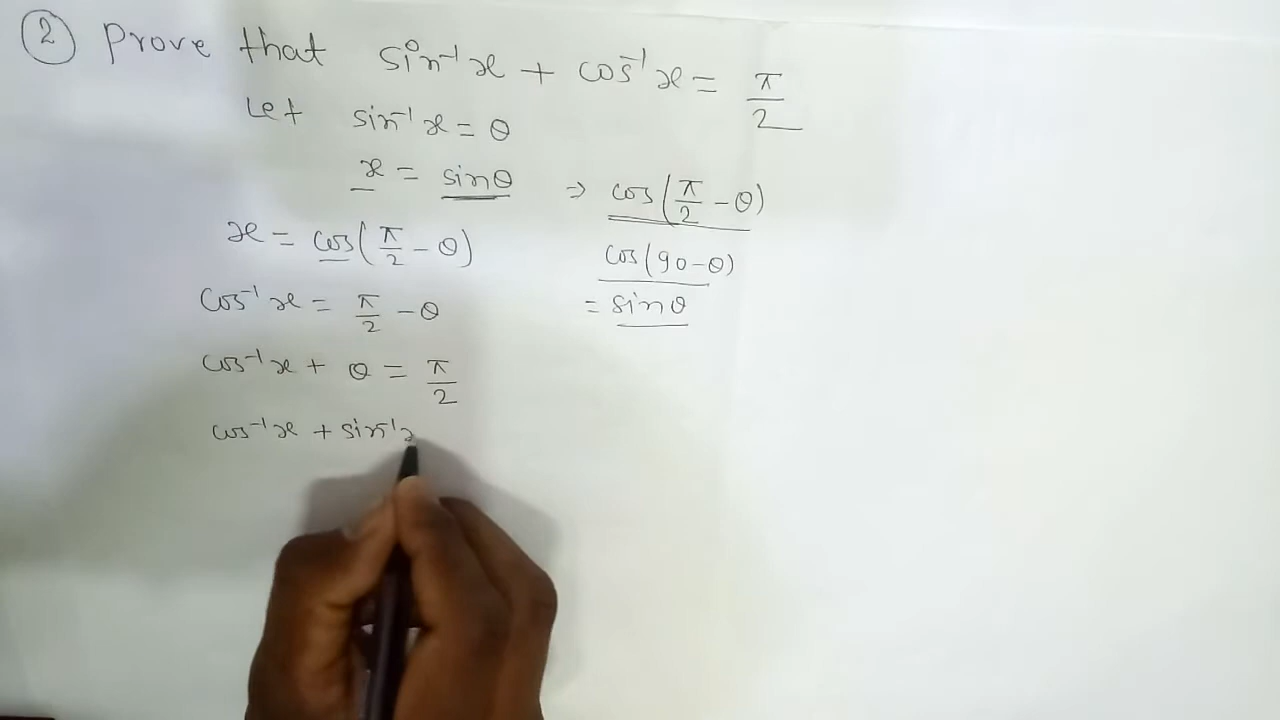 ② Prove that sin⁻¹x + cos⁻¹x = π/2
Let sin⁻¹x = θ
x = sinθ ⇒ cos(π/2 − θ)
x = cos(π/2 − θ)
cos(90−θ)
cos⁻¹x = π/2 − θ
= sinθ
cos⁻¹x + θ = π/2
cos⁻¹x + sin⁻¹x